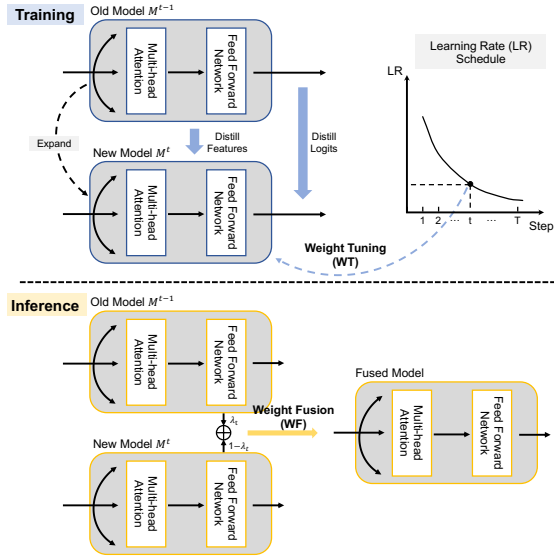 Training
Old Model M^{t−1}
Multi-head
Attention
Feed Forward
Network
Expand
Distill
Features
Distill
Logits
New Model M^t
Multi-head
Attention
Feed Forward
Network
Learning Rate (LR)
Schedule
LR
1 2 ··· t ··· T
Step
Weight Tuning
(WT)
Inference
Old Model M^{t−1}
Multi-head
Attention
Feed Forward
Network
λ_t
1−λ_t
Weight Fusion
(WF)
New Model M^t
Multi-head
Attention
Feed Forward
Network
Fused Model
Multi-head
Attention
Feed Forward
Network